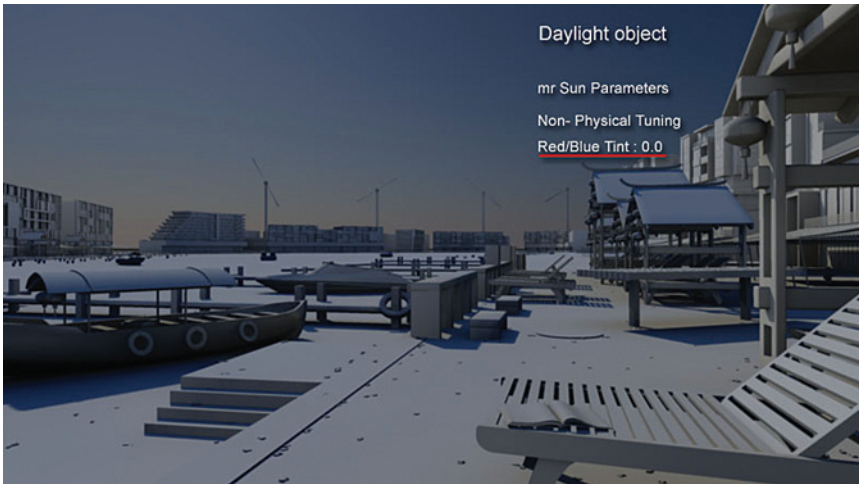 Daylight object
mr Sun Parameters
Non- Physical Tuning
Red/Blue Tint : 0.0